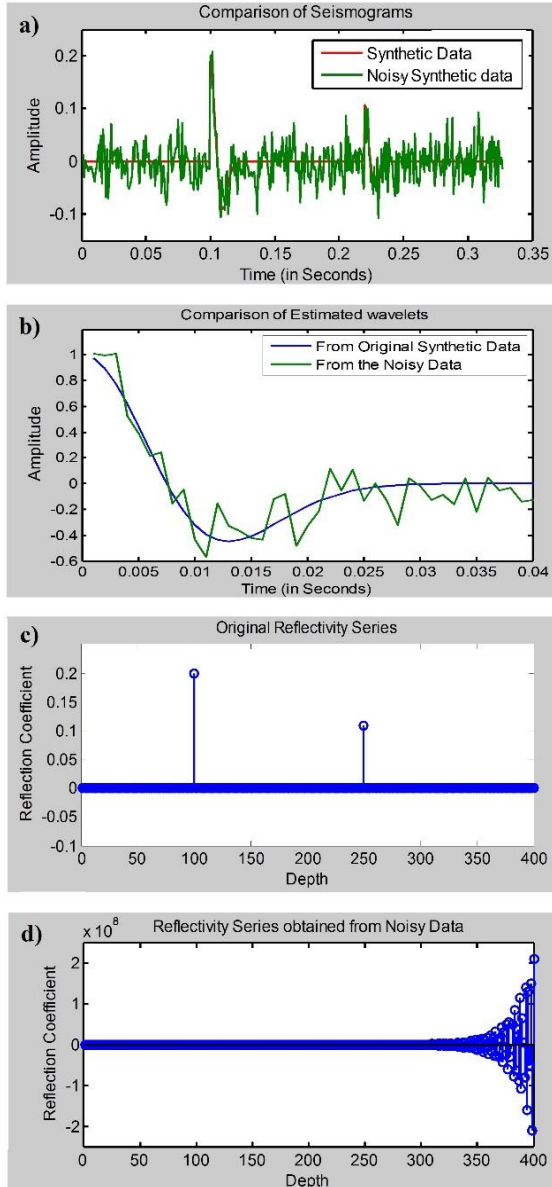 a)
Comparison of Seismograms
Synthetic Data
Noisy Synthetic data
Amplitude
0.2
0.1
0
-0.1
0 0.05 0.1 0.15 0.2 0.25 0.30 0.35
Time (in Seconds)
b)
Comparison of Estimated wavelets
From Original Synthetic Data
From the Noisy Data
Amplitude
1
0.8
0.6
0.4
0.2
0
-0.2
-0.4
-0.6
0 0.005 0.01 0.015 0.02 0.025 0.03 0.035 0.04
Time (in Seconds)
c)
Original Reflectivity Series
Reflection Coefficient
0.2
0.15
0.1
0.05
0
-0.05
-0.1
0 50 100 150 200 250 300 350 400
Depth
d)
x 10^8
Reflectivity Series obtained from Noisy Data
Reflection Coefficient
2
1
0
-1
-2
0 50 100 150 200 250 300 350 400
Depth